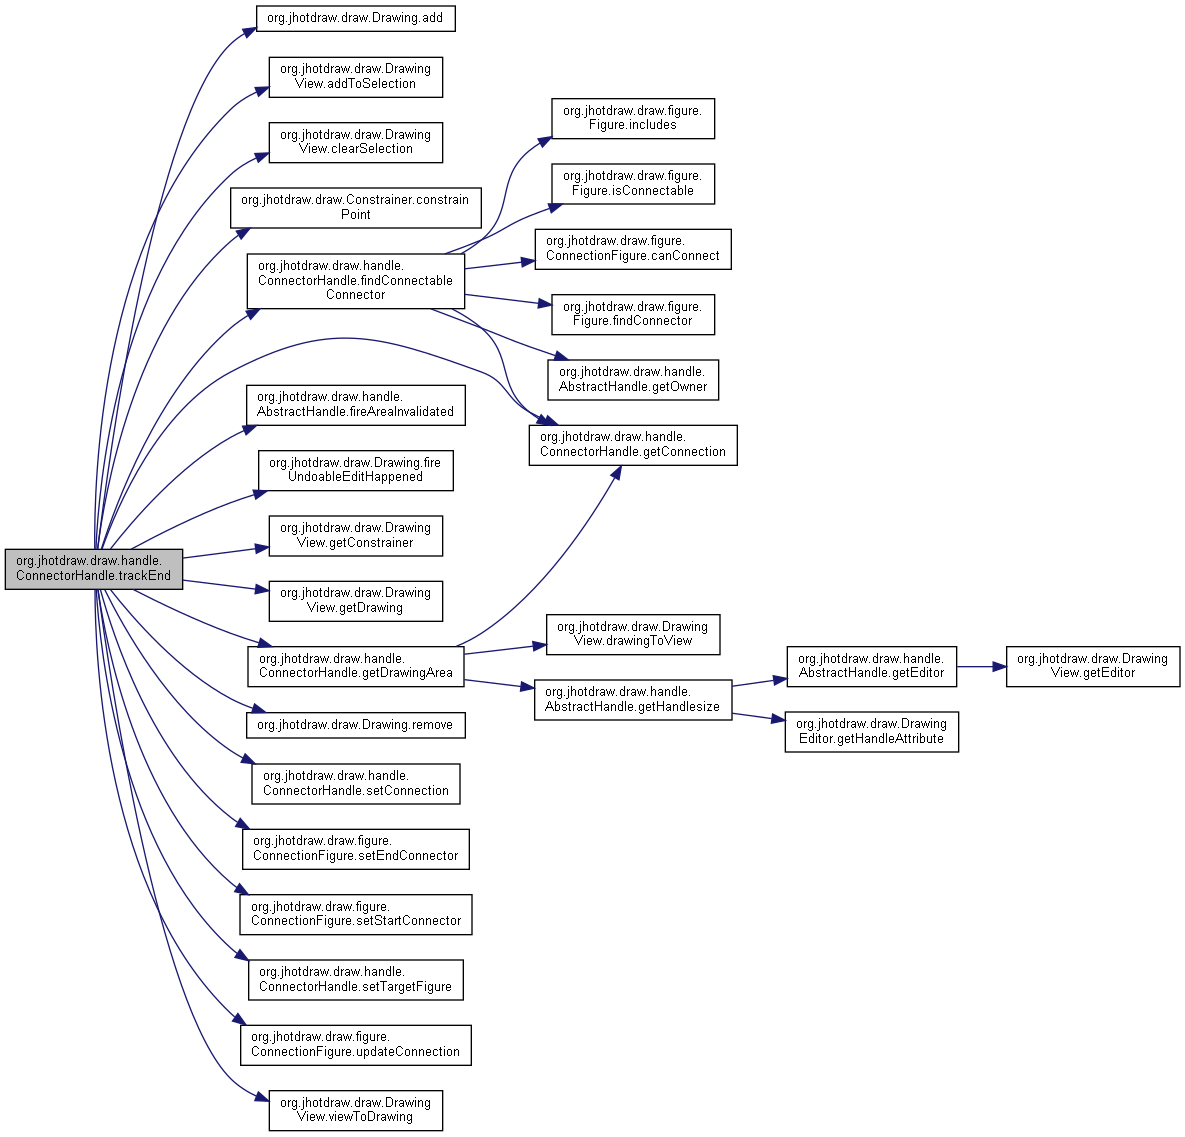 org.jhotdraw.draw.handle.
ConnectorHandle.trackEnd
org.jhotdraw.draw.Drawing.add
org.jhotdraw.draw.Drawing
View.addToSelection
org.jhotdraw.draw.Drawing
View.clearSelection
org.jhotdraw.draw.Constrainer.constrain
Point
org.jhotdraw.draw.handle.
ConnectorHandle.findConnectable
Connector
org.jhotdraw.draw.handle.
AbstractHandle.fireAreaInvalidated
org.jhotdraw.draw.Drawing.fire
UndoableEditHappened
org.jhotdraw.draw.Drawing
View.getConstrainer
org.jhotdraw.draw.Drawing
View.getDrawing
org.jhotdraw.draw.handle.
ConnectorHandle.getDrawingArea
org.jhotdraw.draw.Drawing.remove
org.jhotdraw.draw.handle.
ConnectorHandle.setConnection
org.jhotdraw.draw.figure.
ConnectionFigure.setEndConnector
org.jhotdraw.draw.figure.
ConnectionFigure.setStartConnector
org.jhotdraw.draw.handle.
ConnectorHandle.setTargetFigure
org.jhotdraw.draw.figure.
ConnectionFigure.updateConnection
org.jhotdraw.draw.Drawing
View.viewToDrawing
org.jhotdraw.draw.figure.
Figure.includes
org.jhotdraw.draw.figure.
Figure.isConnectable
org.jhotdraw.draw.figure.
ConnectionFigure.canConnect
org.jhotdraw.draw.figure.
Figure.findConnector
org.jhotdraw.draw.handle.
AbstractHandle.getOwner
org.jhotdraw.draw.handle.
ConnectorHandle.getConnection
org.jhotdraw.draw.Drawing
View.drawingToView
org.jhotdraw.draw.handle.
AbstractHandle.getHandlesize
org.jhotdraw.draw.handle.
AbstractHandle.getEditor
org.jhotdraw.draw.Drawing
Editor.getHandleAttribute
org.jhotdraw.draw.Drawing
View.getEditor